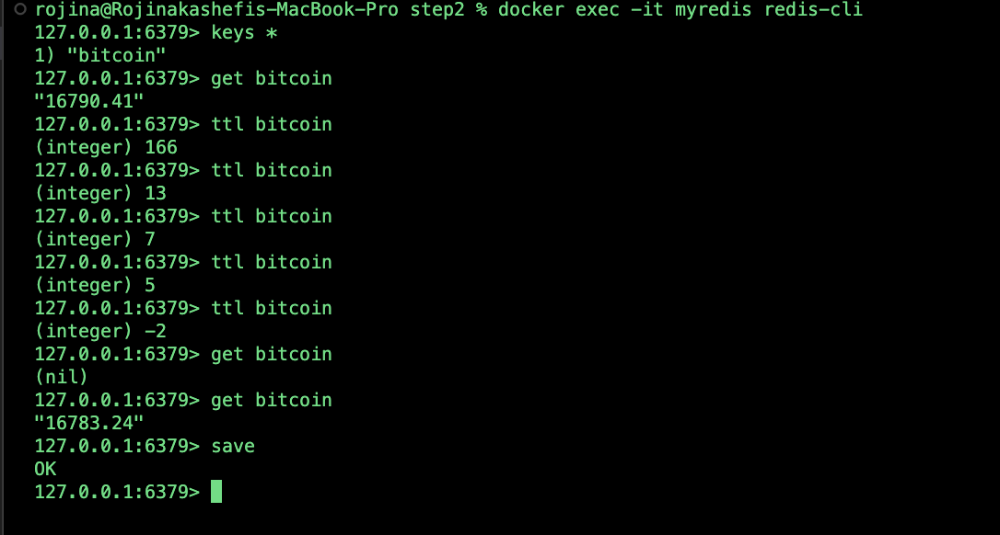 rojina@Rojinakashefis-MacBook-Pro step2 % docker exec -it myredis redis-cli
127.0.0.1:6379> keys *
1) "bitcoin"
127.0.0.1:6379> get bitcoin
"16790.41"
127.0.0.1:6379> ttl bitcoin
(integer) 166
127.0.0.1:6379> ttl bitcoin
(integer) 13
127.0.0.1:6379> ttl bitcoin
(integer) 7
127.0.0.1:6379> ttl bitcoin
(integer) 5
127.0.0.1:6379> ttl bitcoin
(integer) -2
127.0.0.1:6379> get bitcoin
(nil)
127.0.0.1:6379> get bitcoin
"16783.24"
127.0.0.1:6379> save
OK
127.0.0.1:6379>